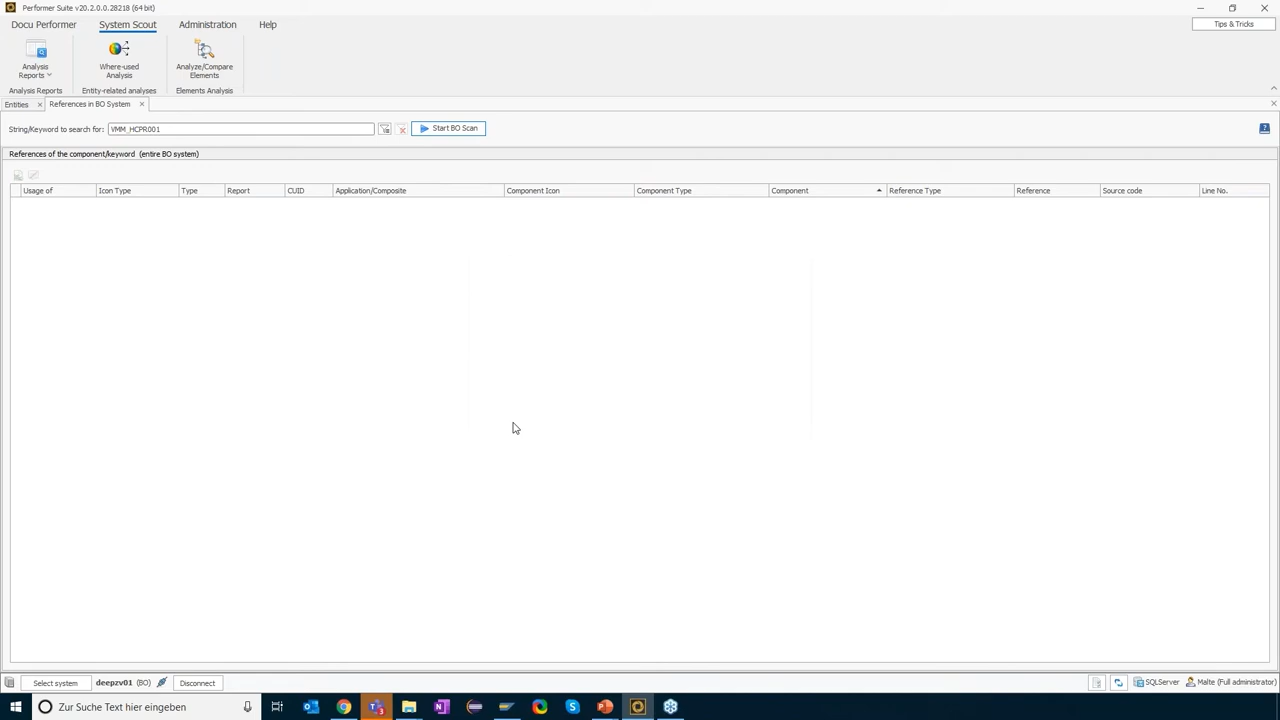 Performer Suite v20.2.0.0.28218 (64 bit)
Docu Performer
System Scout
Administration
Help
Tips & Tricks
Analysis Reports
Where-used Analysis
Analyze/Compare Elements
Analysis Reports
Entity-related analyses
Elements Analysis
Entities
References in BO System
String/Keyword to search for: VMM_HCPR001
Start BO Scan
References of the component/keyword (entire BO system)
Usage of
Icon Type
Type
Report
CUID
Application/Composite
Component Icon
Component Type
Component
Reference Type
Reference
Source code
Line No.
Select system
deepzv01 (BO)
Disconnect
SQLServer
Malte (Full administrator)
Zur Suche Text hier eingeben
3